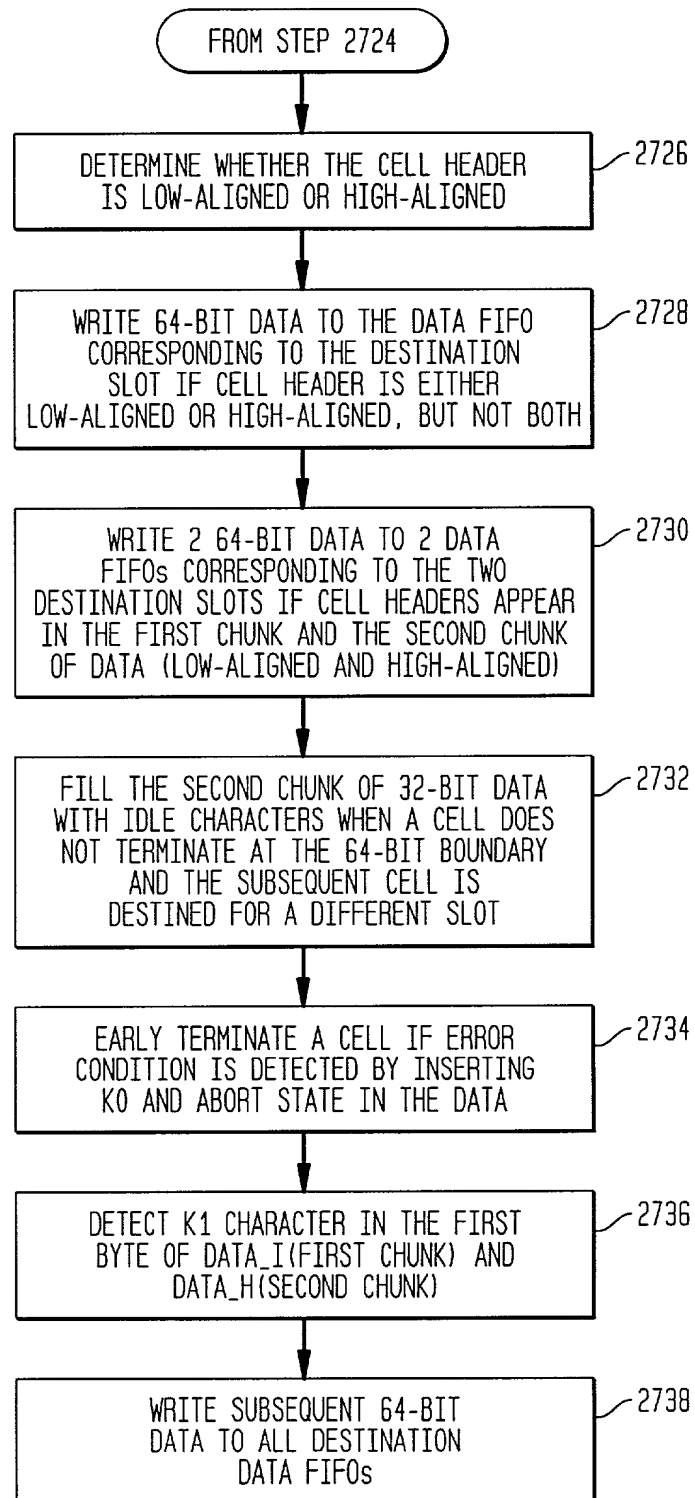 FROM STEP 2724
DETERMINE WHETHER THE CELL HEADER
IS LOW-ALIGNED OR HIGH-ALIGNED
2726
WRITE 64-BIT DATA TO THE DATA FIFO
CORRESPONDING TO THE DESTINATION
SLOT IF CELL HEADER IS EITHER
LOW-ALIGNED OR HIGH-ALIGNED, BUT NOT BOTH
2728
WRITE 2 64-BIT DATA TO 2 DATA
FIFOs CORRESPONDING TO THE TWO
DESTINATION SLOTS IF CELL HEADERS APPEAR
IN THE FIRST CHUNK AND THE SECOND CHUNK
OF DATA (LOW-ALIGNED AND HIGH-ALIGNED)
2730
FILL THE SECOND CHUNK OF 32-BIT DATA
WITH IDLE CHARACTERS WHEN A CELL DOES
NOT TERMINATE AT THE 64-BIT BOUNDARY
AND THE SUBSEQUENT CELL IS
DESTINED FOR A DIFFERENT SLOT
2732
EARLY TERMINATE A CELL IF ERROR
CONDITION IS DETECTED BY INSERTING
K0 AND ABORT STATE IN THE DATA
2734
DETECT K1 CHARACTER IN THE FIRST
BYTE OF DATA_I(FIRST CHUNK) AND
DATA_H(SECOND CHUNK)
2736
WRITE SUBSEQUENT 64-BIT
DATA TO ALL DESTINATION
DATA FIFOs
2738